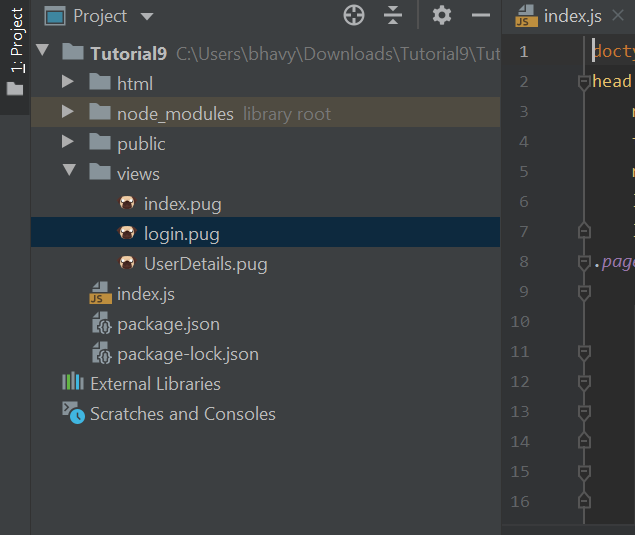 1: Project
Project
Tutorial9 C:\Users\bhavy\Downloads\Tutorial9\Tut
html
node_modules library root
public
views
index.pug
login.pug
UserDetails.pug
JS index.js
package.json
package-lock.json
External Libraries
Scratches and Consoles
JS index.js
1 docty
2 head
3
4
5
6
7
8 .page
9
10
11
12
13
14
15
16